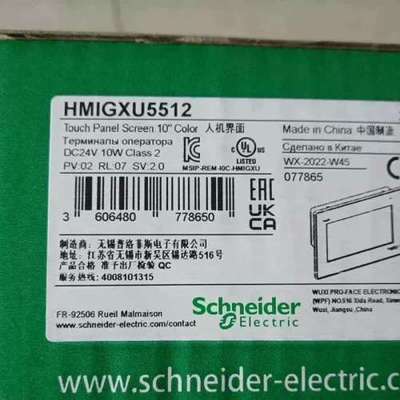 HMIGXU5512
Touch Panel Screen 10" Color 人机界面
Терминалы оператора
DC24V 10W Class 2
PV:02 RL:07 SV:2.0
MSIP-REM-I0C-HMIGXU
C UL US
LISTED
Made in China 中国制造
Сделано в Китае
WX-2022-W45
077865
3 606480 778650
EAC
UK
CA
制造商: 无锡普洛菲斯电子有限公司
地址: 江苏省无锡市新吴区锡达路516号
产品合格 准予出厂检验 QC
服务热线: 4008101315
Schneider
Electric
FR-92506 Rueil Malmaison
schneider-electric.com/contact
WUXI PRO-FACE ELECTRONIC
(WPF) NO.516 Xida Road, Xinwu
Wuxi, Jiangsu ,China
www.schneider-electric.c